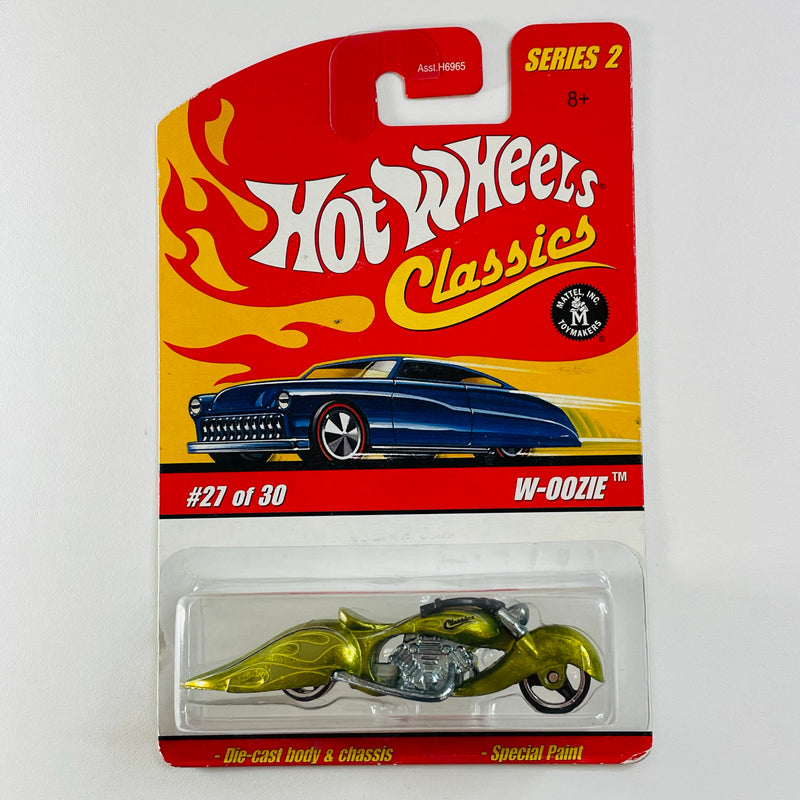 Asst.H6965
SERIES 2
8+
HOT WHEELS®
Classics
MATTEL, INC.
M
TOYMAKERS
®
#27 of 30
W-OOZIE™
Classics
- Die-cast body & chassis
- Special Paint